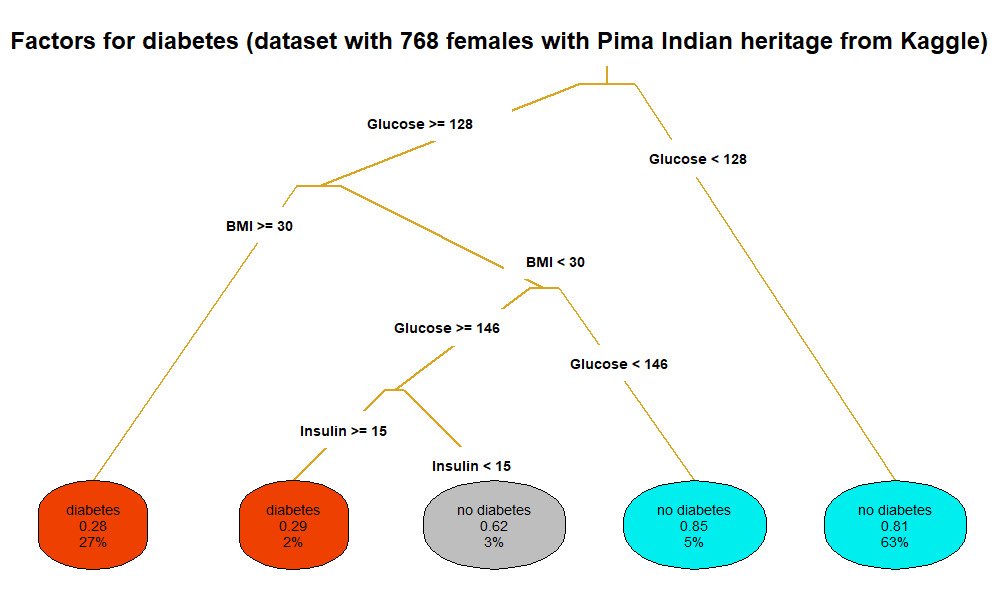 Factors for diabetes (dataset with 768 females with Pima Indian heritage from Kaggle)
Glucose >= 128
Glucose < 128
BMI >= 30
BMI < 30
Glucose >= 146
Glucose < 146
Insulin >= 15
Insulin < 15
diabetes
0.28
27%
diabetes
0.29
2%
no diabetes
0.62
3%
no diabetes
0.85
5%
no diabetes
0.81
63%